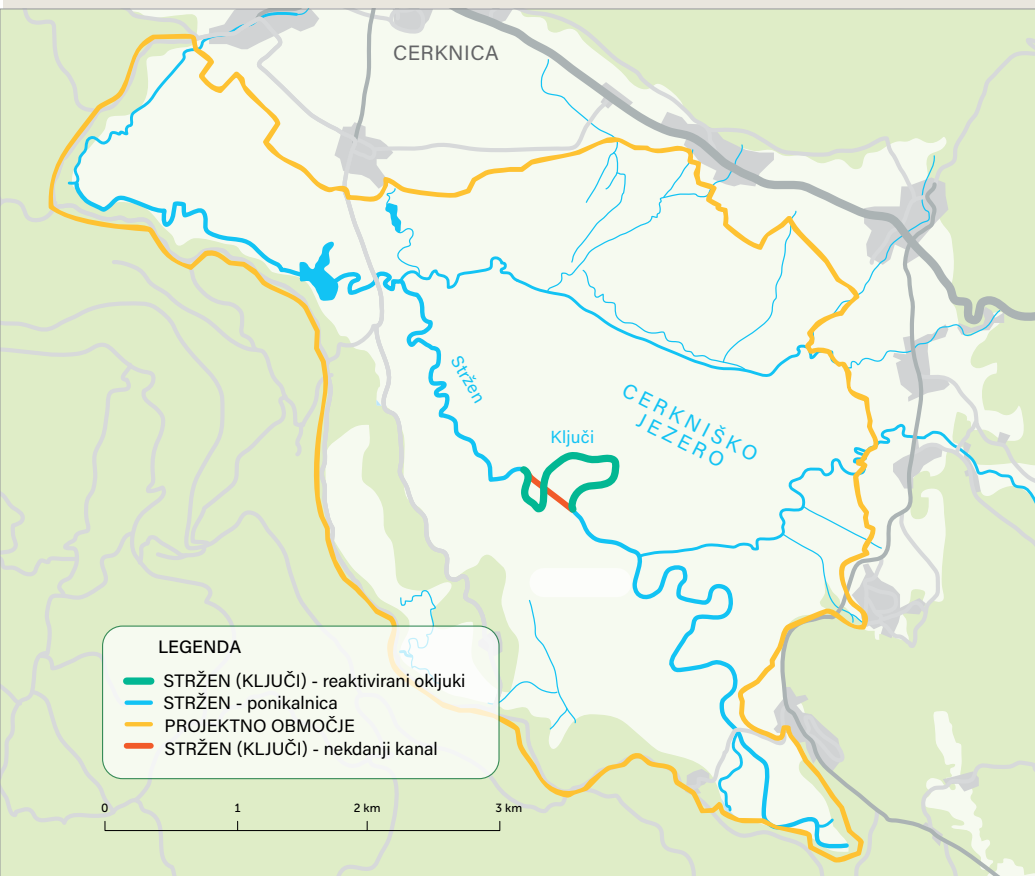 CERKNICA
Stržen
CERKNIŠKO
JEZERO
Ključi
LEGENDA
STRŽEN (KLJUČI) - reaktivirani okljuki
STRŽEN - ponikalnica
PROJEKTNO OBMOČJE
STRŽEN (KLJUČI) - nekdanji kanal
0 1 2 km 3 km